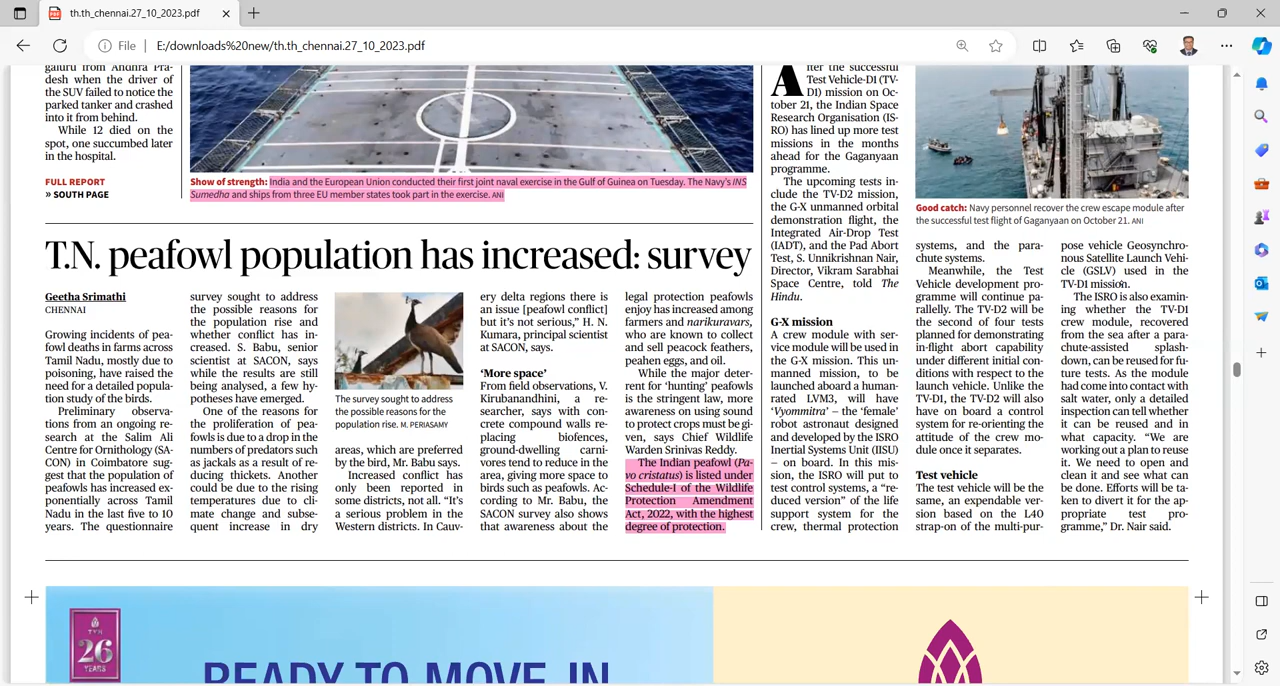 th.th_chennai.27_10_2023.pdf
File
E:/downloads%20new/th.th_chennai.27_10_2023.pdf
galuru from Andhra Pra-
desh when the driver of
the SUV failed to notice the
parked tanker and crashed
into it from behind.
While 12 died on the
spot, one succumbed later
in the hospital.
FULL REPORT
» SOUTH PAGE
Show of strength: India and the European Union conducted their first joint naval exercise in the Gulf of Guinea on Tuesday. The Navy's INS
Sumedha and ships from three EU member states took part in the exercise. ANI
T.N. peafowl population has increased: survey
Geetha Srimathi
CHENNAI
Growing incidents of pea-
fowl deaths in farms across
Tamil Nadu, mostly due to
poisoning, have raised the
need for a detailed popula-
tion study of the birds.
Preliminary observa-
tions from an ongoing re-
search at the Salim Ali
Centre for Ornithology (SA-
CON) in Coimbatore sug-
gest that the population of
peafowls has increased ex-
ponentially across Tamil
Nadu in the last five to 10
years. The questionnaire
survey sought to address
the possible reasons for
the population rise and
whether conflict has in-
creased. S. Babu, senior
scientist at SACON, says
while the results are still
being analysed, a few hy-
potheses have emerged.
One of the reasons for
the proliferation of pea-
fowls is due to a drop in the
numbers of predators such
as jackals as a result of re-
ducing thickets. Another
could be due to the rising
temperatures due to cli-
mate change and subse-
quent increase in dry
The survey sought to address
the possible reasons for the
population rise. M. PERIASAMY
areas, which are preferred
by the bird, Mr. Babu says.
Increased conflict has
only been reported in
some districts, not all. “It's
a serious problem in the
Western districts. In Cauv-
ery delta regions there is
an issue [peafowl conflict]
but it's not serious,” H. N.
Kumara, principal scientist
at SACON, says.
‘More space’
From field observations, V.
Kirubanandhini, a re-
searcher, says with con-
crete compound walls re-
placing biofences,
ground-dwelling carni-
vores tend to reduce in the
area, giving more space to
birds such as peafowls. Ac-
cording to Mr. Babu, the
SACON survey also shows
that awareness about the
legal protection peafowls
enjoy has increased among
farmers and narikuravars,
who are known to collect
and sell peacock feathers,
peahen eggs, and oil.
While the major deter-
rent for ‘hunting’ peafowls
is the stringent law, more
awareness on using sound
to protect crops must be gi-
ven, says Chief Wildlife
Warden Srinivas Reddy.
The Indian peafowl (Pa-
vo cristatus) is listed under
Schedule-I of the Wildlife
Protection Amendment
Act, 2022, with the highest
degree of protection.
After the successful
Test Vehicle-D1 (TV-
D1) mission on Oc-
tober 21, the Indian Space
Research Organisation (IS-
RO) has lined up more test
missions in the months
ahead for the Gaganyaan
programme.
The upcoming tests in-
clude the TV-D2 mission,
the G-X unmanned orbital
demonstration flight, the
Integrated Air-Drop Test
(IADT), and the Pad Abort
Test, S. Unnikrishnan Nair,
Director, Vikram Sarabhai
Space Centre, told The
Hindu.
G-X mission
A crew module with ser-
vice module will be used in
the G-X mission. This un-
manned mission, to be
launched aboard a human-
rated LVM3, will have
‘Vyommitra’ – the ‘female’
robot astronaut designed
and developed by the ISRO
Inertial Systems Unit (IISU)
– on board. In this mis-
sion, the ISRO will put to
test control systems, a “re-
duced version” of the life
support system for the
crew, thermal protection
Good catch: Navy personnel recover the crew escape module after
the successful test flight of Gaganyaan on October 21. ANI
systems, and the para-
chute systems.
Meanwhile, the Test
Vehicle development pro-
gramme will continue pa-
rallelly. The TV-D2 will be
the second of four tests
planned for demonstrating
in-flight abort capability
under different initial con-
ditions with respect to the
launch vehicle. Unlike the
TV-D1, the TV-D2 will also
have on board a control
system for re-orienting the
attitude of the crew mo-
dule once it separates.
Test vehicle
The test vehicle will be the
same, an expendable ver-
sion based on the L40
strap-on of the multi-pur-
pose vehicle Geosynchro-
nous Satellite Launch Vehi-
cle (GSLV) used in the
TV-D1 mission.
The ISRO is also examin-
ing whether the TV-D1
crew module, recovered
from the sea after a para-
chute-assisted splash-
down, can be reused for fu-
ture tests. As the module
had come into contact with
salt water, only a detailed
inspection can tell whether
it can be reused and in
what capacity. “We are
working out a plan to reuse
it. We need to open and
clean it and see what can
be done. Efforts will be ta-
ken to divert it for the ap-
propriate test pro-
gramme,” Dr. Nair said.
TVH
26
YEARS
READY TO MOVE-IN